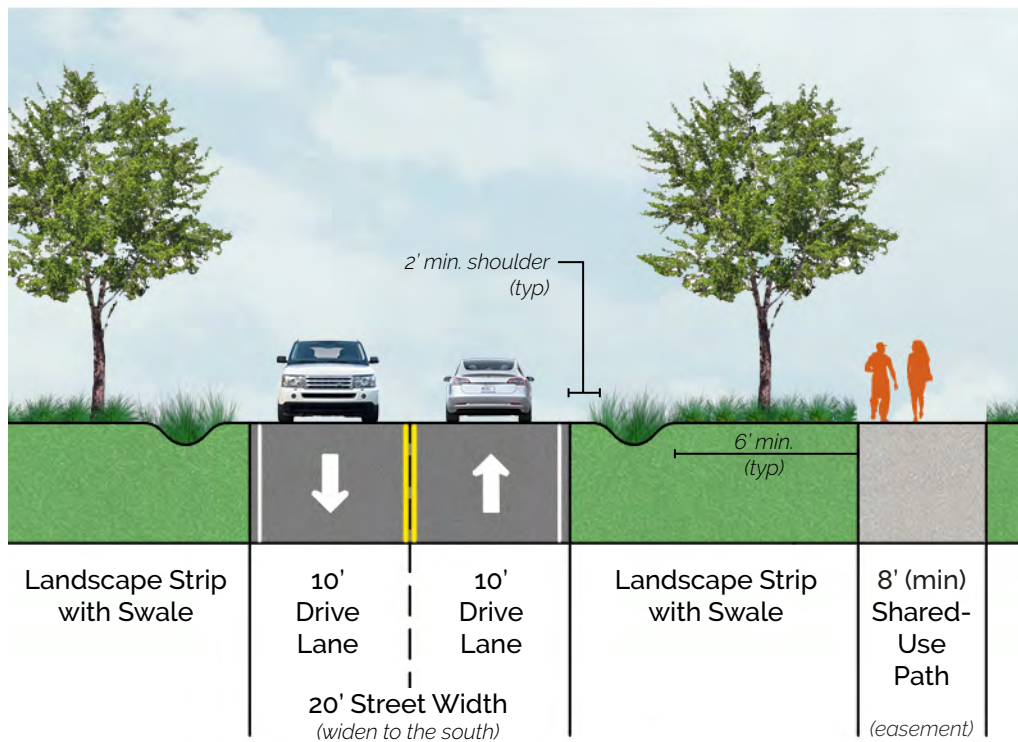 2' min. shoulder
(typ)
6' min.
(typ)
Landscape Strip
with Swale
10'
Drive
Lane
10'
Drive
Lane
Landscape Strip
with Swale
8' (min)
Shared-
Use
Path
20' Street Width
(widen to the south)
(easement)